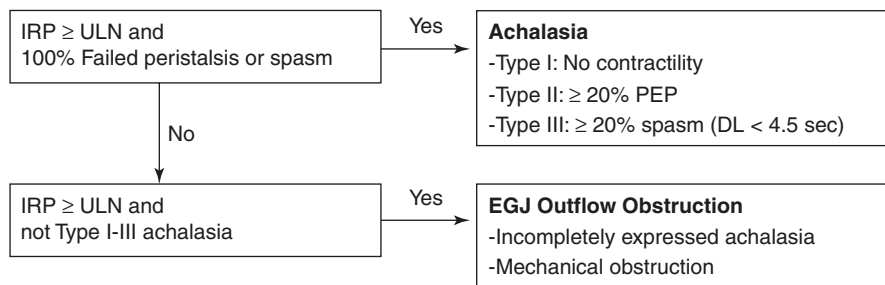 IRP ≥ ULN and
100% Failed peristalsis or spasm
Yes
Achalasia
-Type I: No contractility
-Type II: ≥ 20% PEP
-Type III: ≥ 20% spasm (DL < 4.5 sec)
No
IRP ≥ ULN and
not Type I-III achalasia
Yes
EGJ Outflow Obstruction
-Incompletely expressed achalasia
-Mechanical obstruction